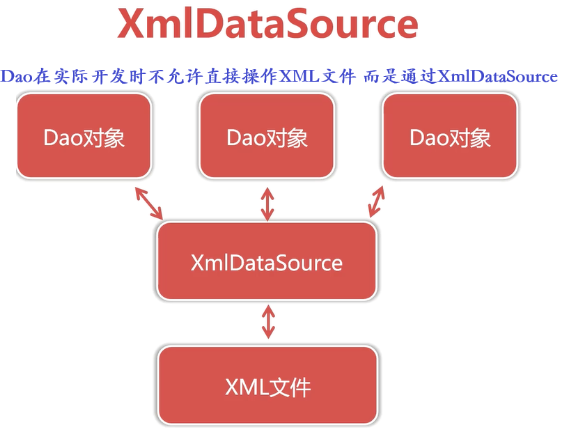 XmlDataSource
Dao在实际开发时不允许直接操作XML文件 而是通过XmlDataSource
Dao对象 Dao对象 Dao对象
XmlDataSource
XML文件